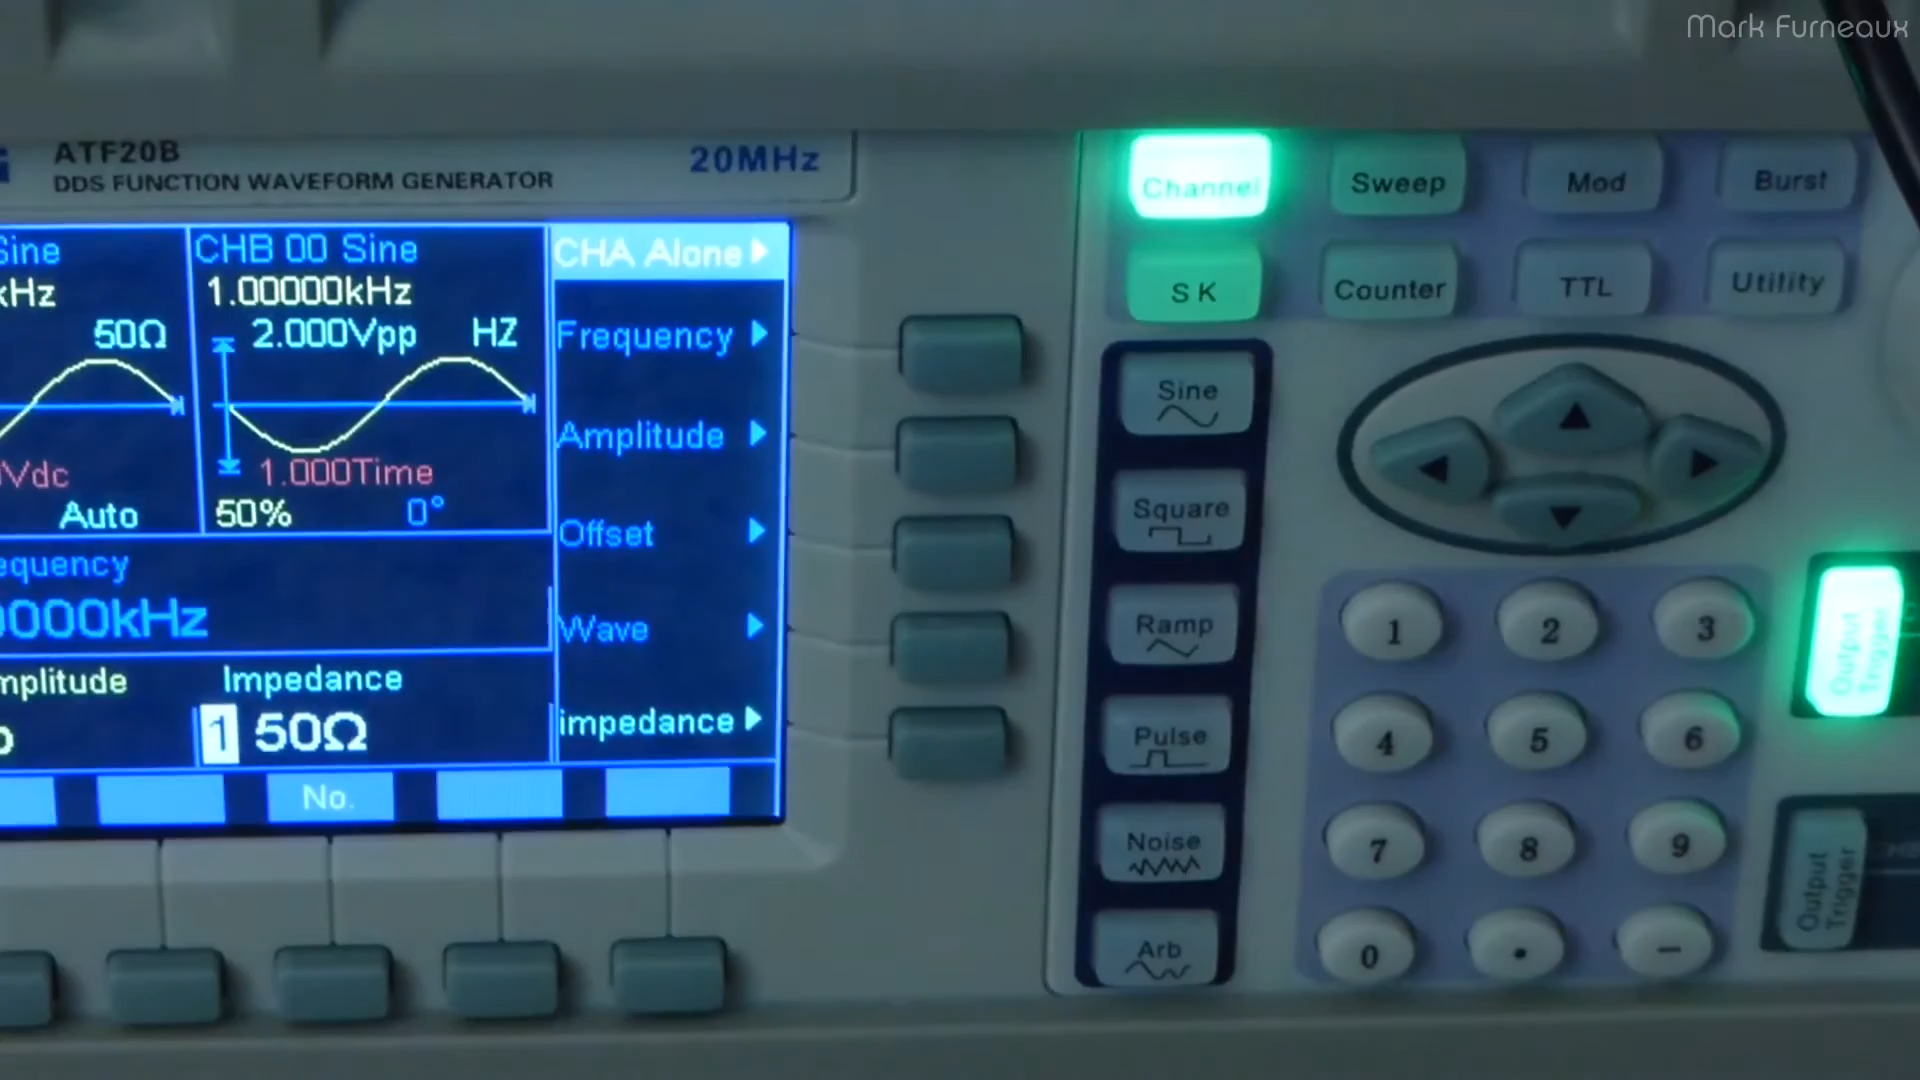 Mark Furneaux
ATF20B
DDS FUNCTION WAVEFORM GENERATOR
20MHz
Sine
kHz
50Ω
Vdc
Auto
CHB 00 Sine
1.00000kHz
2.000Vpp HZ
1.000Time
50% 0°
equency
0000kHz
mplitude
Impedance
1 50Ω
No.
CHA Alone
Frequency
Amplitude
Offset
Wave
impedance
Channel Sweep Mod Burst
SK Counter TTL Utility
Sine
Square
Ramp
Pulse
Noise
Arb
1 2 3
4 5 6
7 8 9
0 . −
Output
Trigger
Output
Trigger